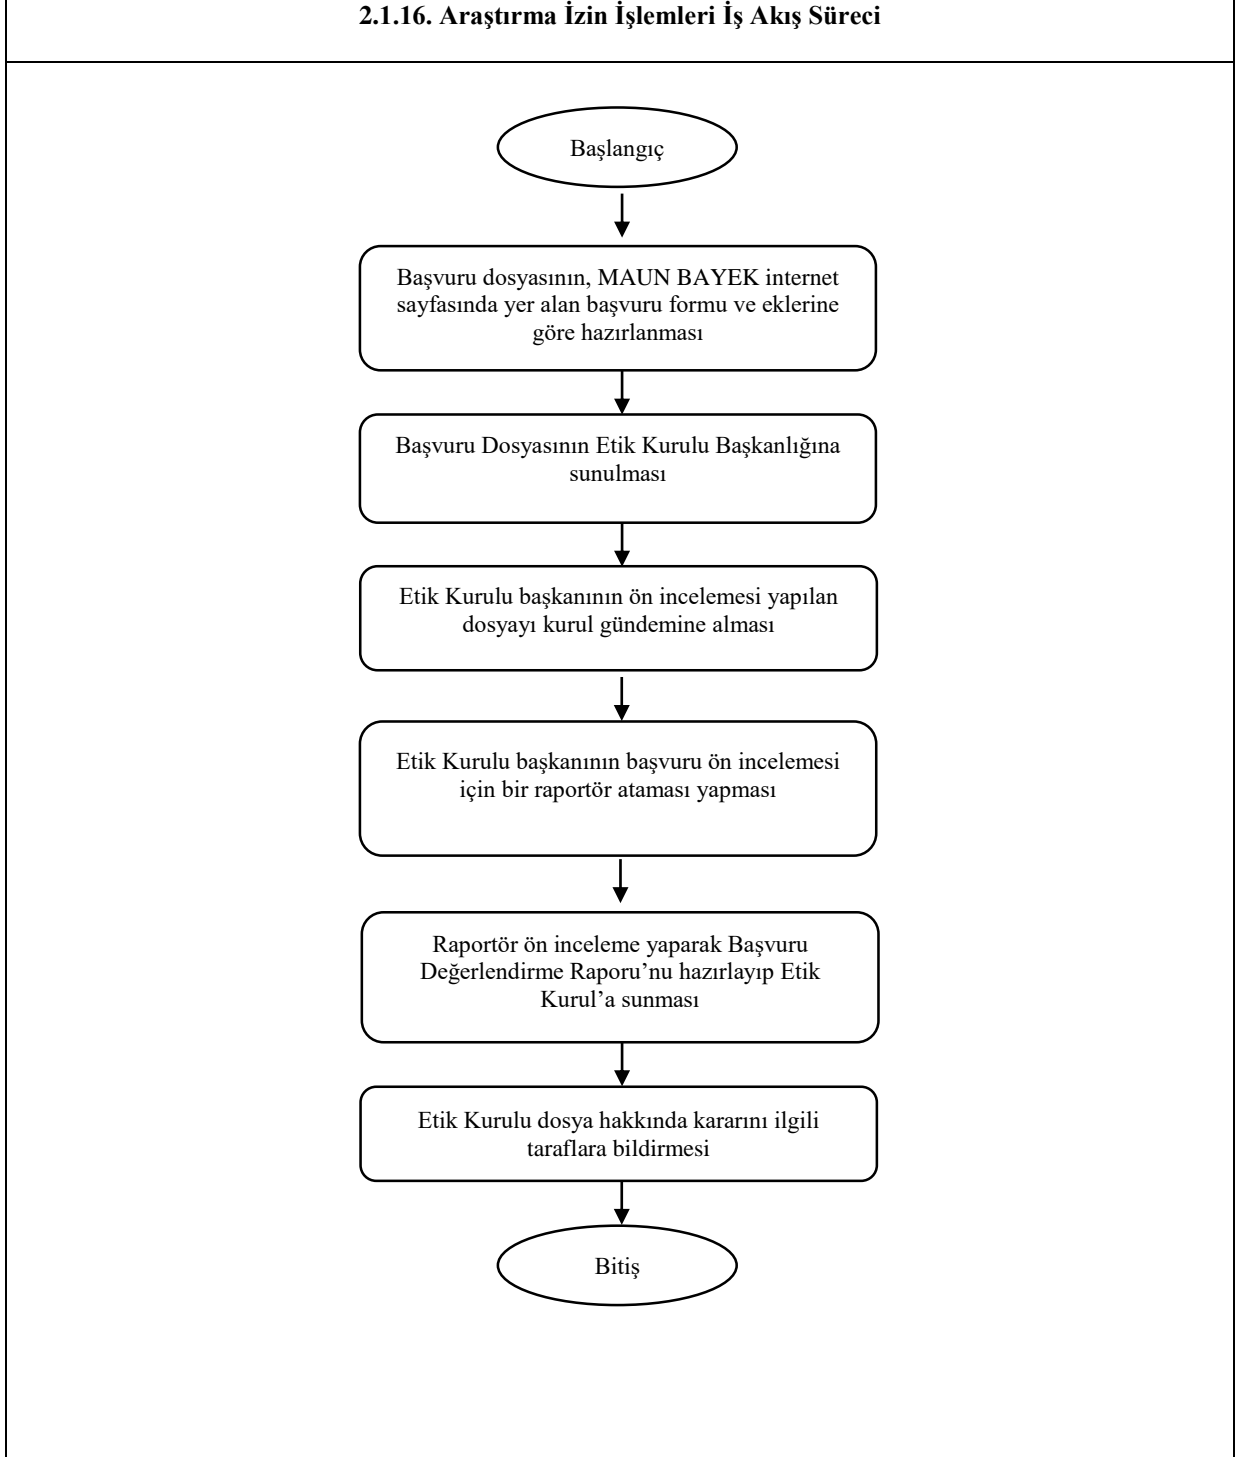 2.1.16. Araştırma İzin İşlemleri İş Akış Süreci
Başlangıç
Başvuru dosyasının, MAUN BAYEK internet
sayfasında yer alan başvuru formu ve eklerine
göre hazırlanması
Başvuru Dosyasının Etik Kurulu Başkanlığına
sunulması
Etik Kurulu başkanının ön incelemesi yapılan
dosyayı kurul gündemine alması
Etik Kurulu başkanının başvuru ön incelemesi
için bir raportör ataması yapması
Raportör ön inceleme yaparak Başvuru
Değerlendirme Raporu’nu hazırlayıp Etik
Kurul’a sunması
Etik Kurulu dosya hakkında kararını ilgili
taraflara bildirmesi
Bitiş